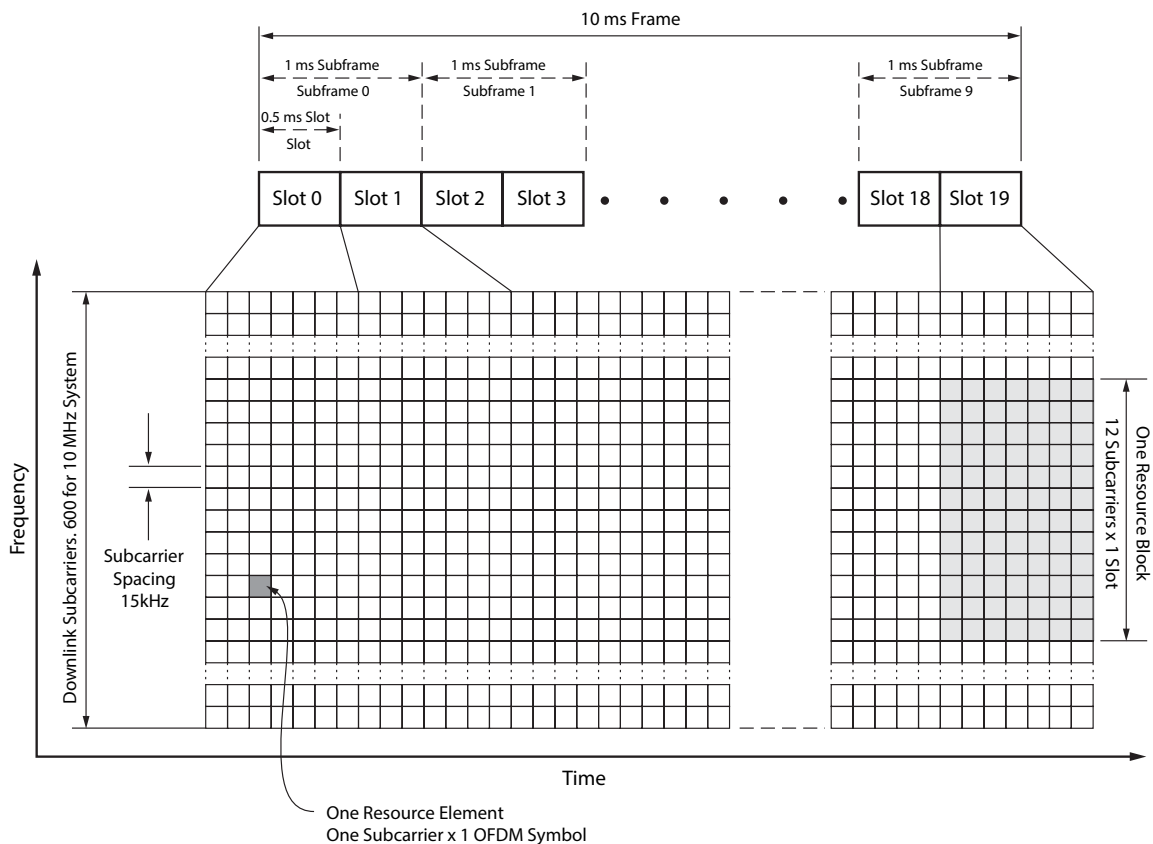 10 ms Frame
1 ms Subframe
Subframe 0
1 ms Subframe
Subframe 1
1 ms Subframe
Subframe 9
0.5 ms Slot
Slot
Slot 0
Slot 1
Slot 2
Slot 3
Slot 18
Slot 19
Frequency
Downlink Subcarriers. 600 for 10 MHz System
Subcarrier
Spacing
15kHz
One Resource Block
12 Subcarriers x 1 Slot
Time
One Resource Element
One Subcarrier x 1 OFDM Symbol